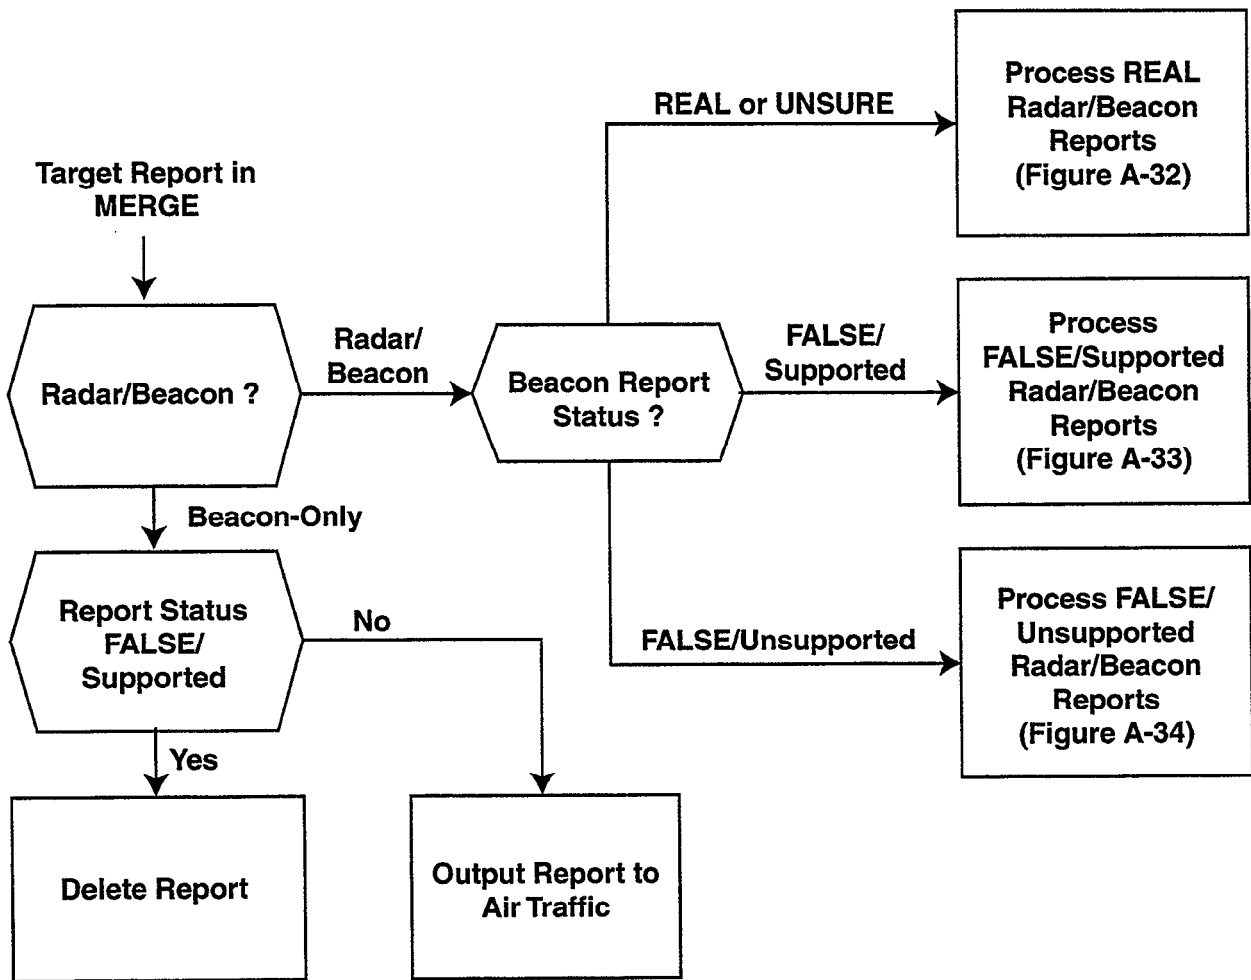 Target Report in
MERGE
Radar/Beacon ?
Radar/
Beacon
Beacon Report
Status ?
REAL or UNSURE
Process REAL
Radar/Beacon
Reports
(Figure A-32)
FALSE/
Supported
Process
FALSE/Supported
Radar/Beacon
Reports
(Figure A-33)
FALSE/Unsupported
Process FALSE/
Unsupported
Radar/Beacon
Reports
(Figure A-34)
Beacon-Only
Report Status
FALSE/
Supported
No
Yes
Delete Report
Output Report to
Air Traffic